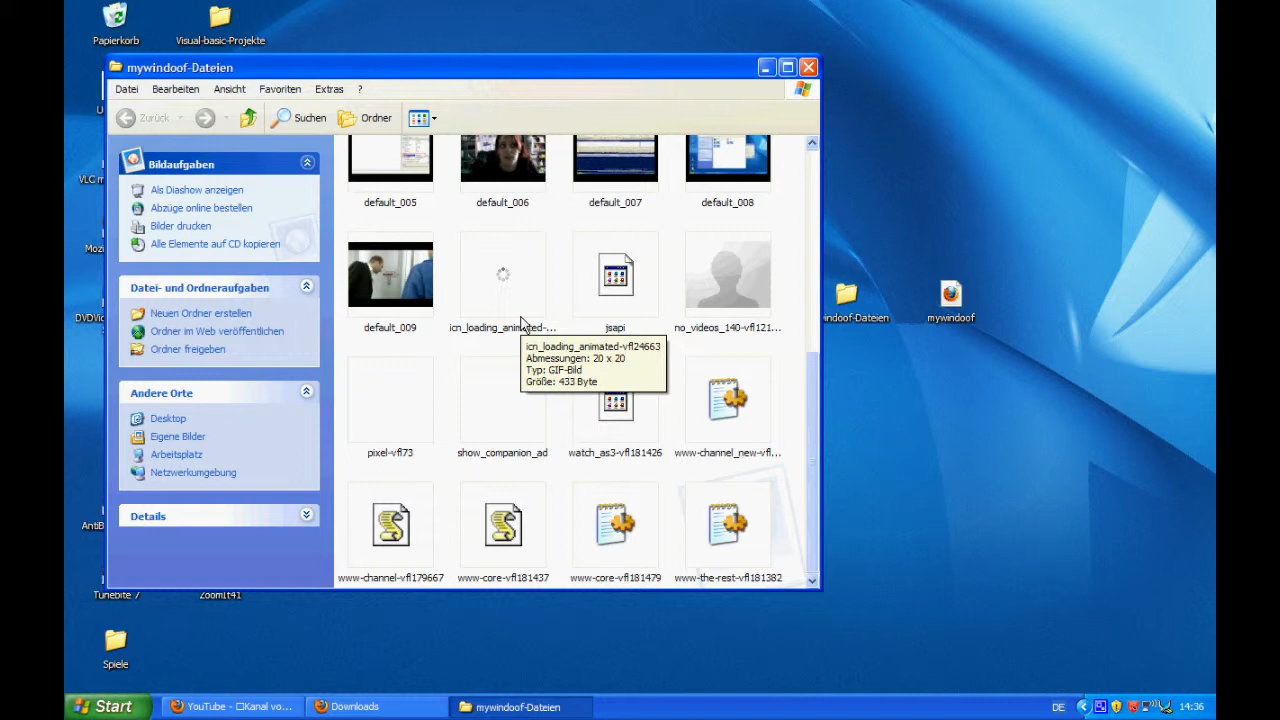 Papierkorb
Visual-basic-Projekte
mywindoof-Dateien
Datei Bearbeiten Ansicht Favoriten Extras ?
Zurück Suchen Ordner
Bildaufgaben
Als Diashow anzeigen
Abzüge online bestellen
Bilder drucken
Alle Elemente auf CD kopieren
Datei- und Ordneraufgaben
Neuen Ordner erstellen
Ordner im Web veröffentlichen
Ordner freigeben
Andere Orte
Desktop
Eigene Bilder
Arbeitsplatz
Netzwerkumgebung
Details
default_005 default_006 default_007 default_008
default_009 icn_loading_animated-... jsapi no_videos_140-vfl121...
icn_loading_animated-vfl24663
Abmessungen: 20 x 20
Typ: GIF-Bild
Größe: 433 Byte
pixel-vfl73 show_companion_ad watch_as3-vfl181426 www-channel_new-vfl...
www-channel-vfl179667 www-core-vfl181437 www-core-vfl181479 www-the-rest-vfl181382
VLC m
Mozi
DVDVid
AntiB
Tunebite 7
ZoomIt41
Spiele
indoof-Dateien
mywindoof
Start
YouTube - Kanal vo...
Downloads
mywindoof-Dateien
DE
14:36